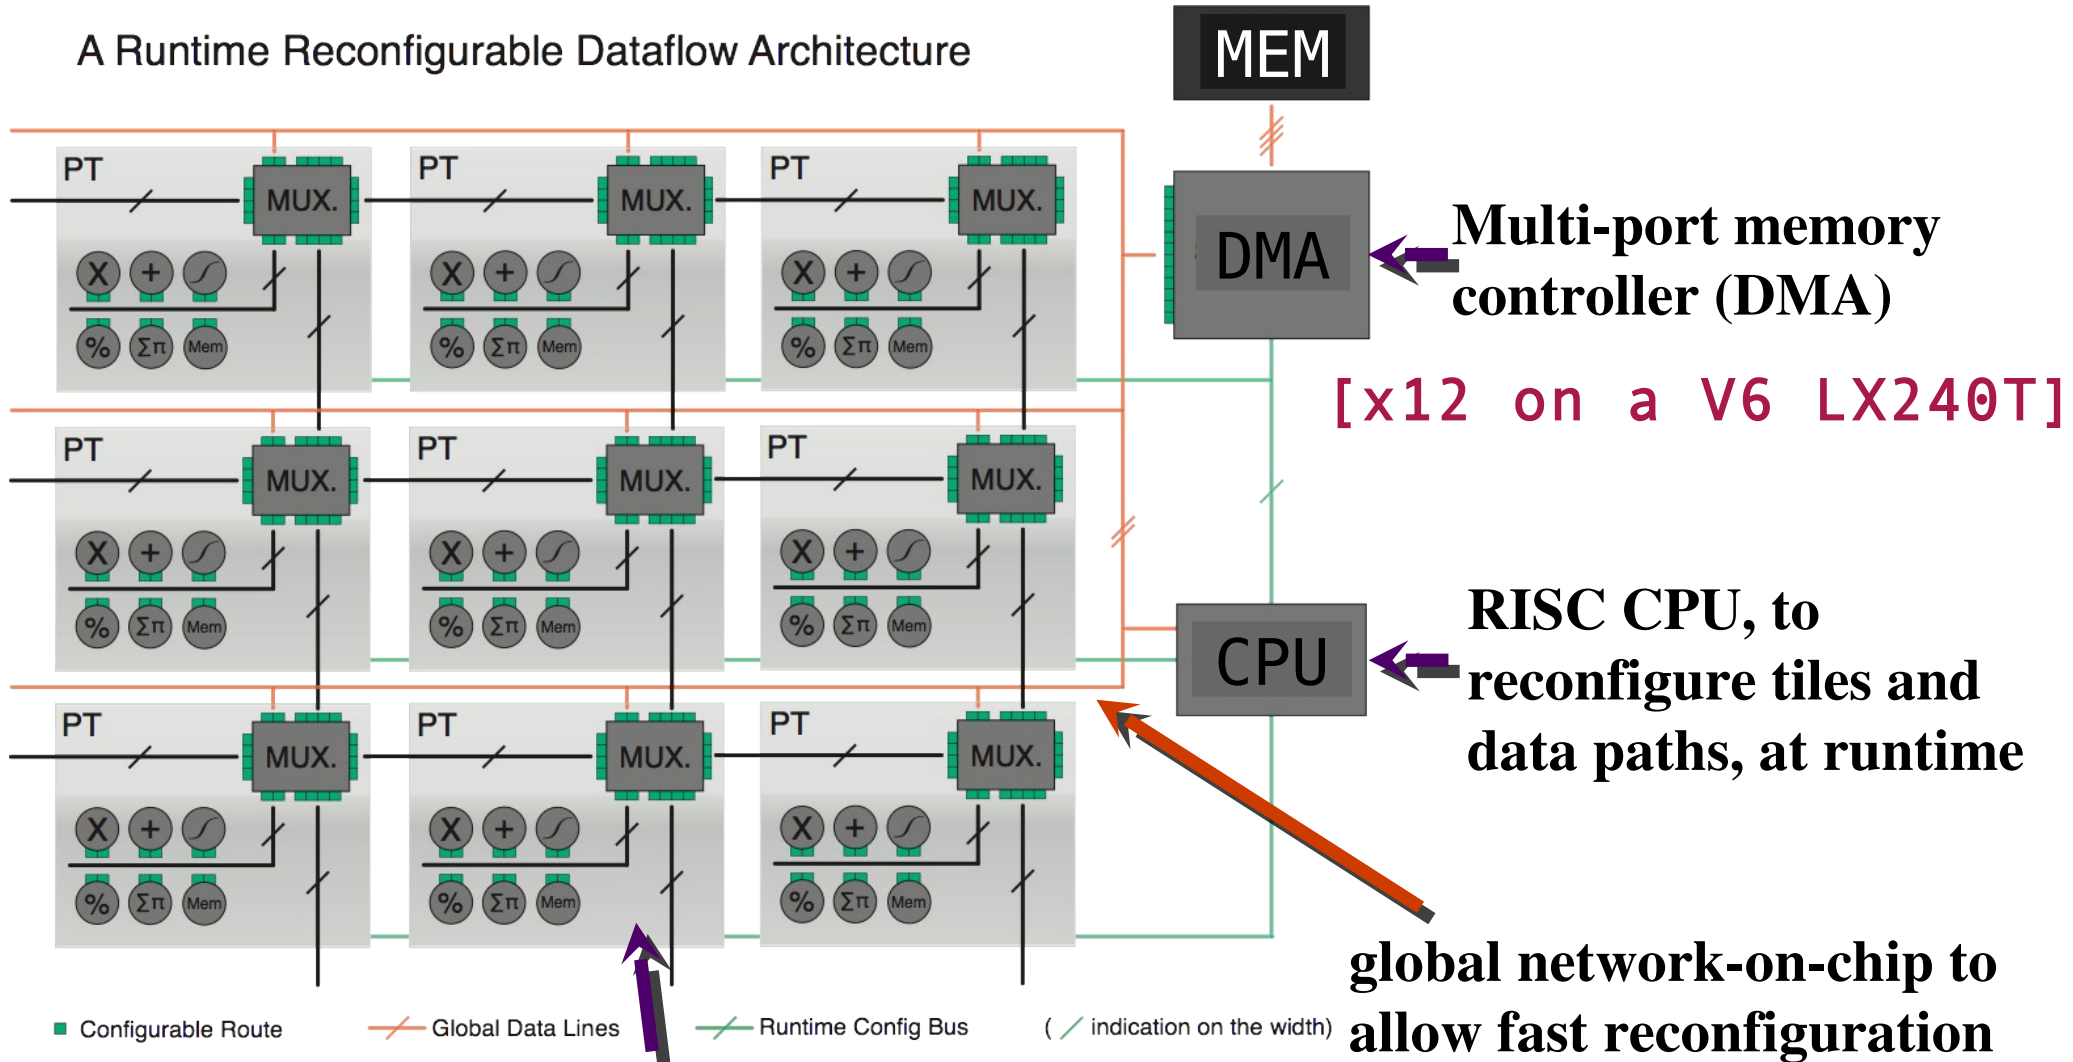 A Runtime Reconfigurable Dataflow Architecture
MEM
PT
MUX.
PT
MUX.
PT
MUX.
X + 
% Σπ Mem
X + 
% Σπ Mem
X + 
% Σπ Mem
DMA
Multi-port memory
controller (DMA)
[x12 on a V6 LX240T]
PT
MUX.
PT
MUX.
PT
MUX.
X + 
% Σπ Mem
X + 
% Σπ Mem
X + 
% Σπ Mem
CPU
RISC CPU, to
reconfigure tiles and
data paths, at runtime
PT
MUX.
PT
MUX.
PT
MUX.
X + 
% Σπ Mem
X + 
% Σπ Mem
X + 
% Σπ Mem
global network-on-chip to
allow fast reconfiguration
Configurable Route
Global Data Lines
Runtime Config Bus
( / indication on the width)